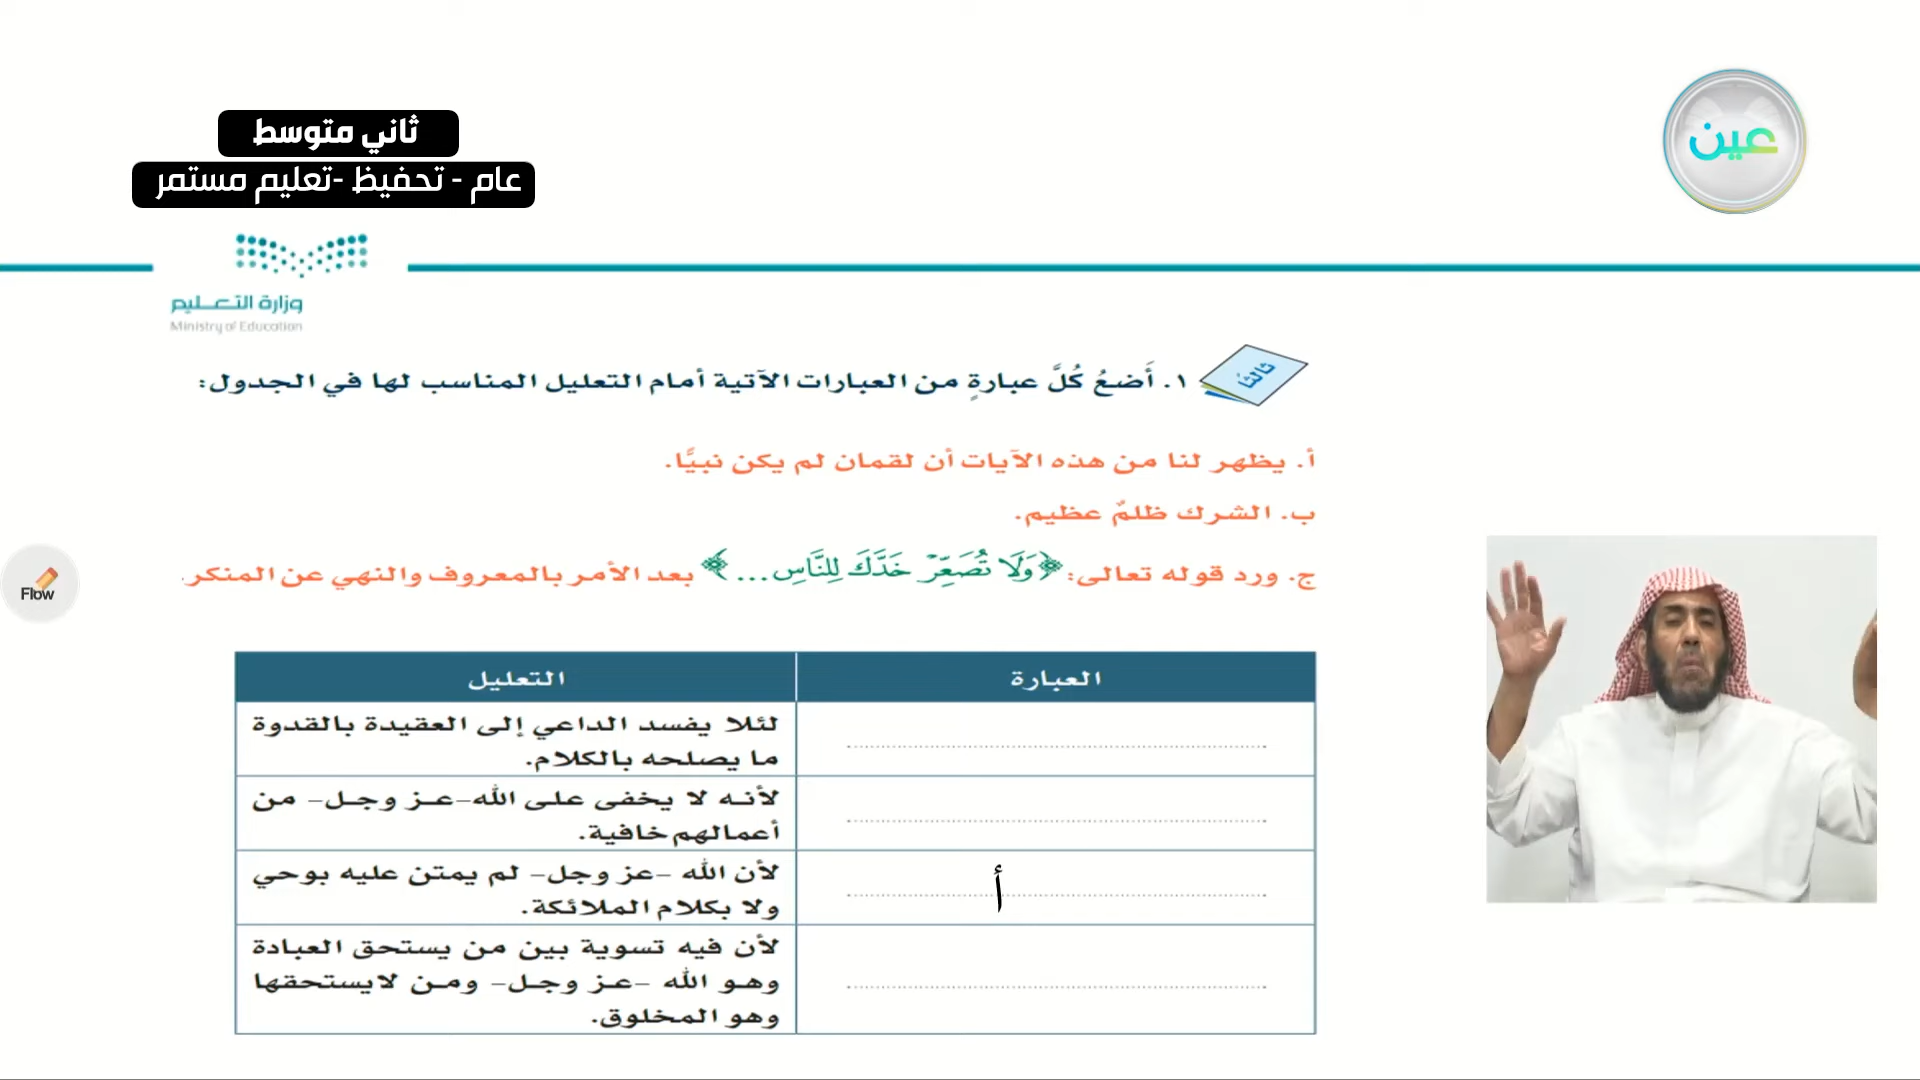 عين
ثاني متوسط
عام - تحفيظ -تعليم مستمر
وزارة التعليم
Ministry of Education
ثالثًا
١. أَضعُ كُلَّ عبارةٍ من العبارات الآتية أمام التعليل المناسب لها في الجدول:
أ. يظهر لنا من هذه الآيات أن لقمان لم يكن نبيًّا.
ب. الشرك ظلمٌ عظيم.
ج. ورد قوله تعالى: ﴿وَلَا تُصَعِّرْ خَدَّكَ لِلنَّاسِ ...﴾ بعد الأمر بالمعروف والنهي عن المنكر.
Flow
العبارة
التعليل
لئلا يفسد الداعي إلى العقيدة بالقدوة
ما يصلحه بالكلام.
لأنه لا يخفى على الله-عز وجل- من
أعمالهم خافية.
أ
لأن الله -عز وجل- لم يمتن عليه بوحي
ولا بكلام الملائكة.
لأن فيه تسوية بين من يستحق العبادة
وهو الله -عز وجل- ومن لايستحقها
وهو المخلوق.